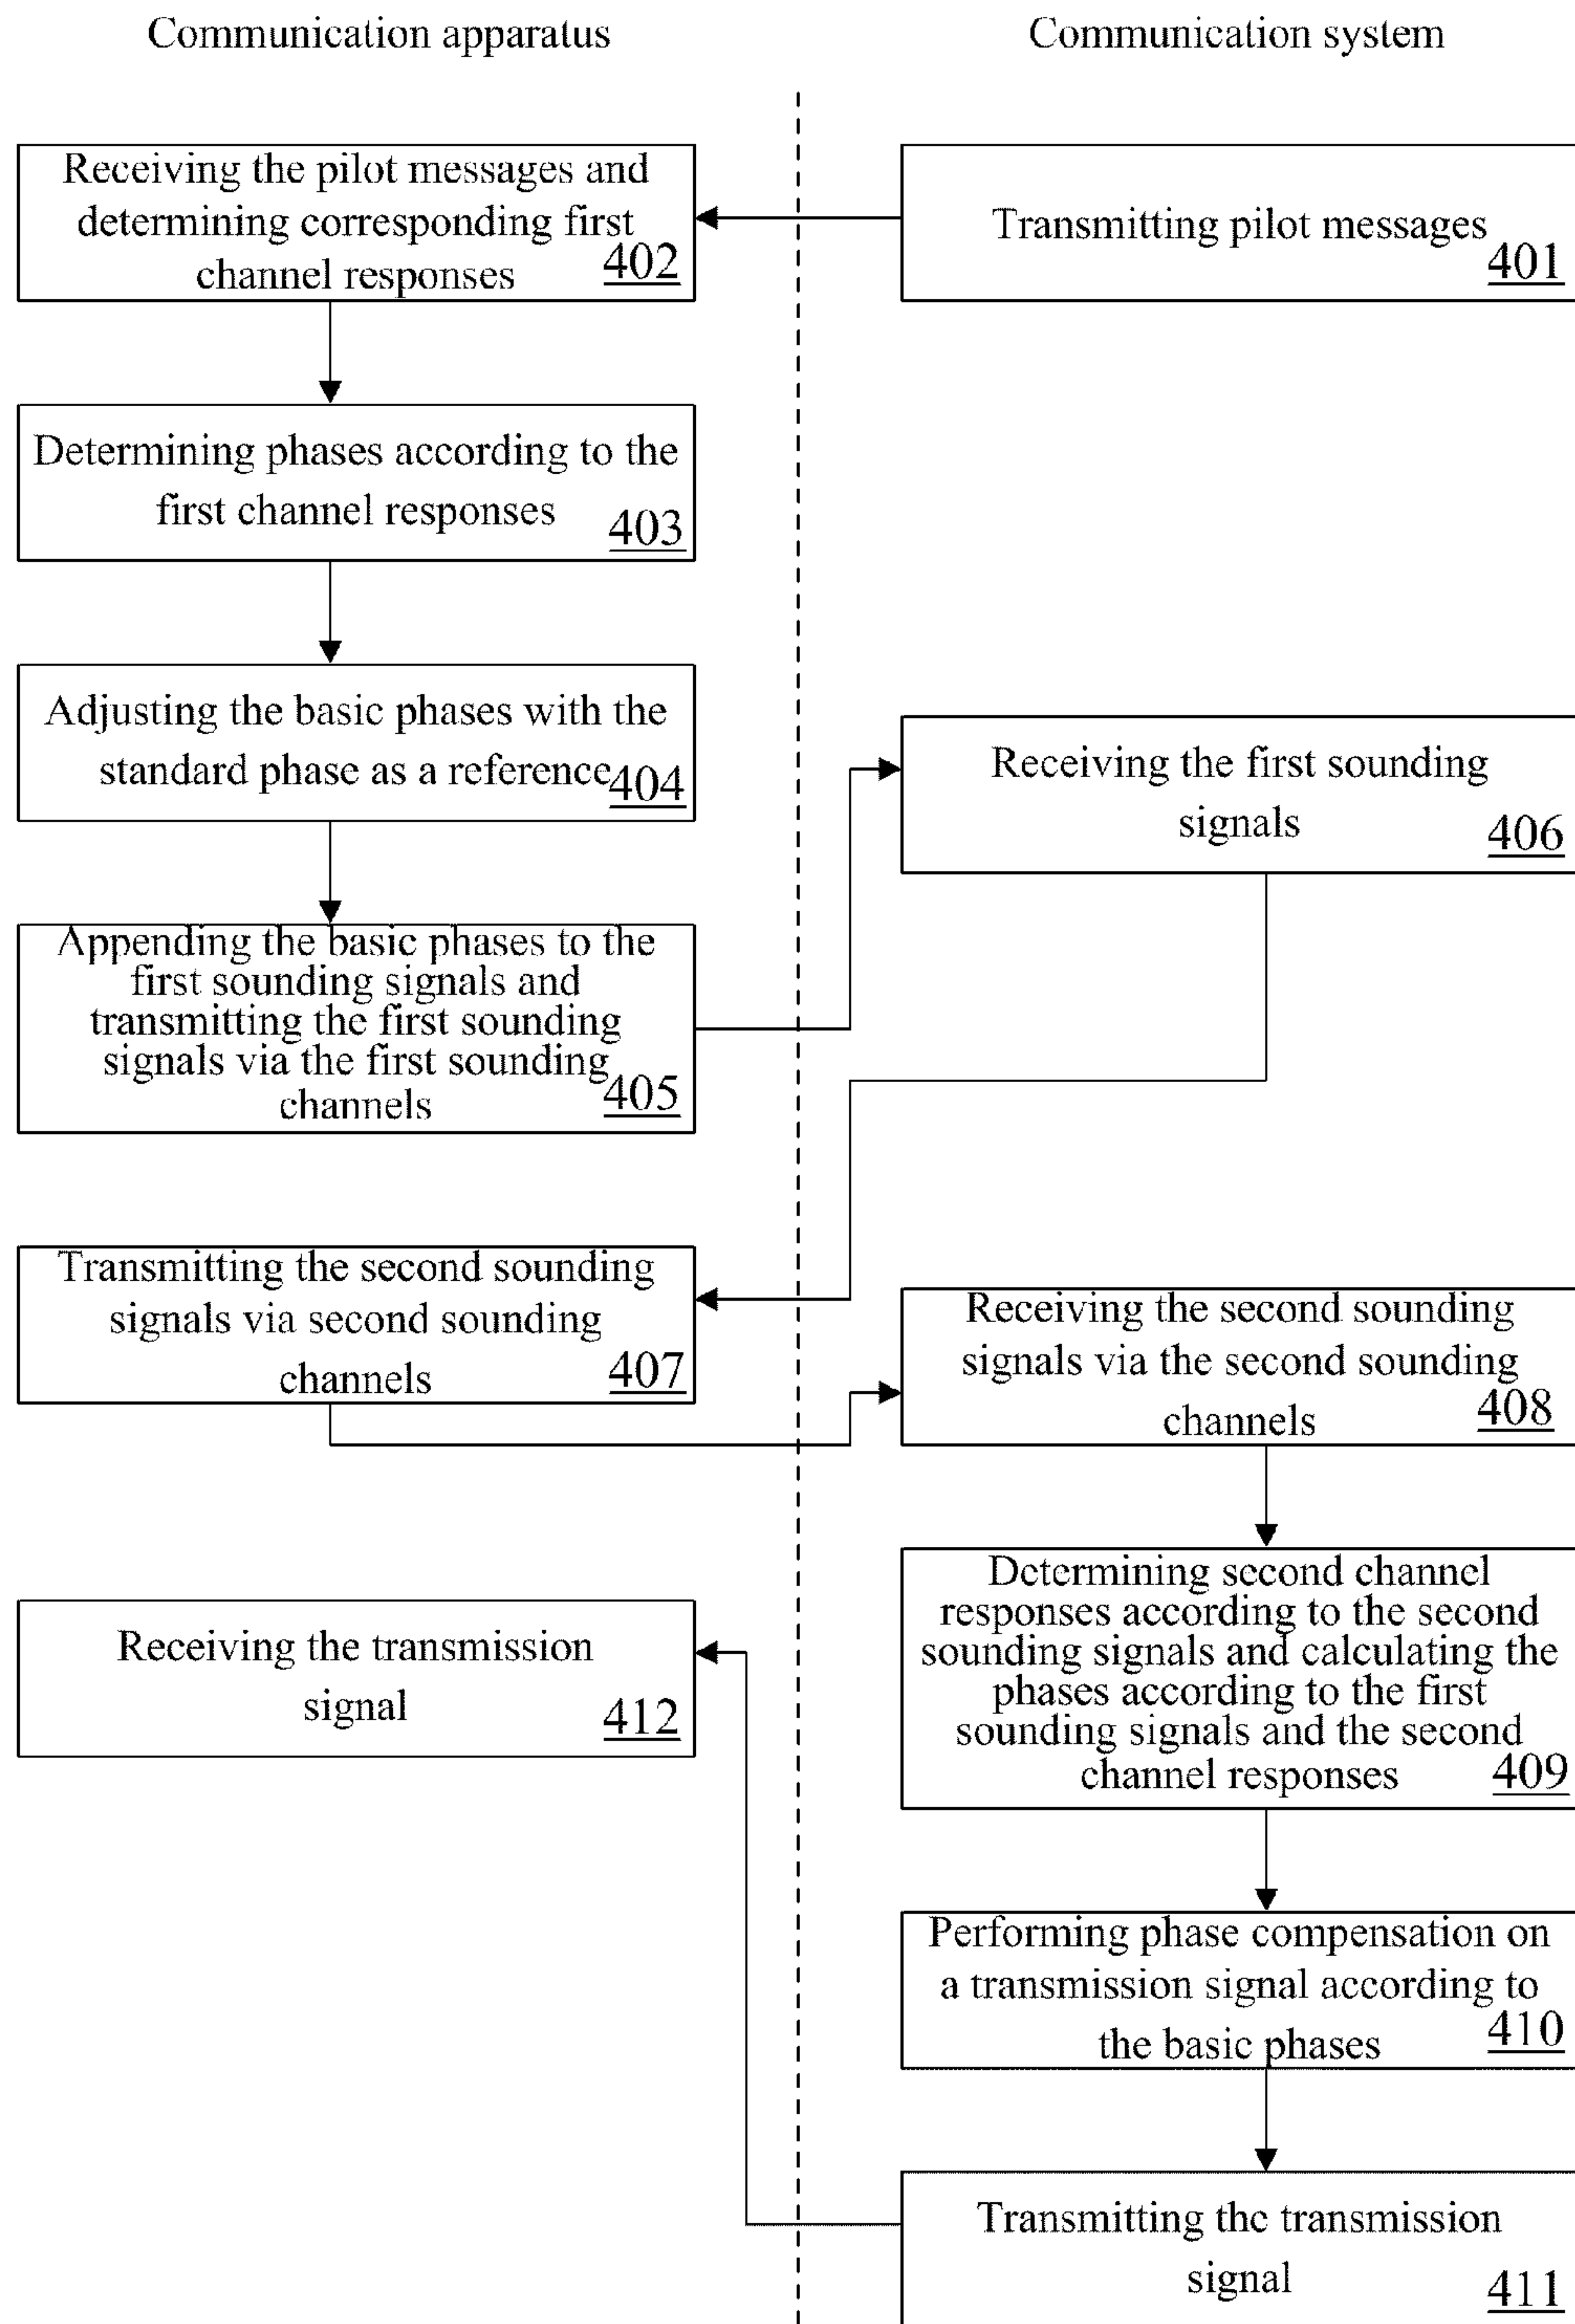 Communication apparatus
Communication system
Receiving the pilot messages and
determining corresponding first
channel responses
402
Transmitting pilot messages
401
Determining phases according to the
first channel responses
403
Adjusting the basic phases with the
standard phase as a reference
404
Appending the basic phases to the
first sounding signals and
transmitting the first sounding
signals via the first sounding
channels
405
Receiving the first sounding
signals
406
Transmitting the second sounding
signals via second sounding
channels
407
Receiving the second sounding
signals via the second sounding
channels
408
Determining second channel
responses according to the second
sounding signals and calculating the
phases according to the first
sounding signals and the second
channel responses
409
Performing phase compensation on
a transmission signal according to
the basic phases
410
Transmitting the transmission
signal
411
Receiving the transmission
signal
412